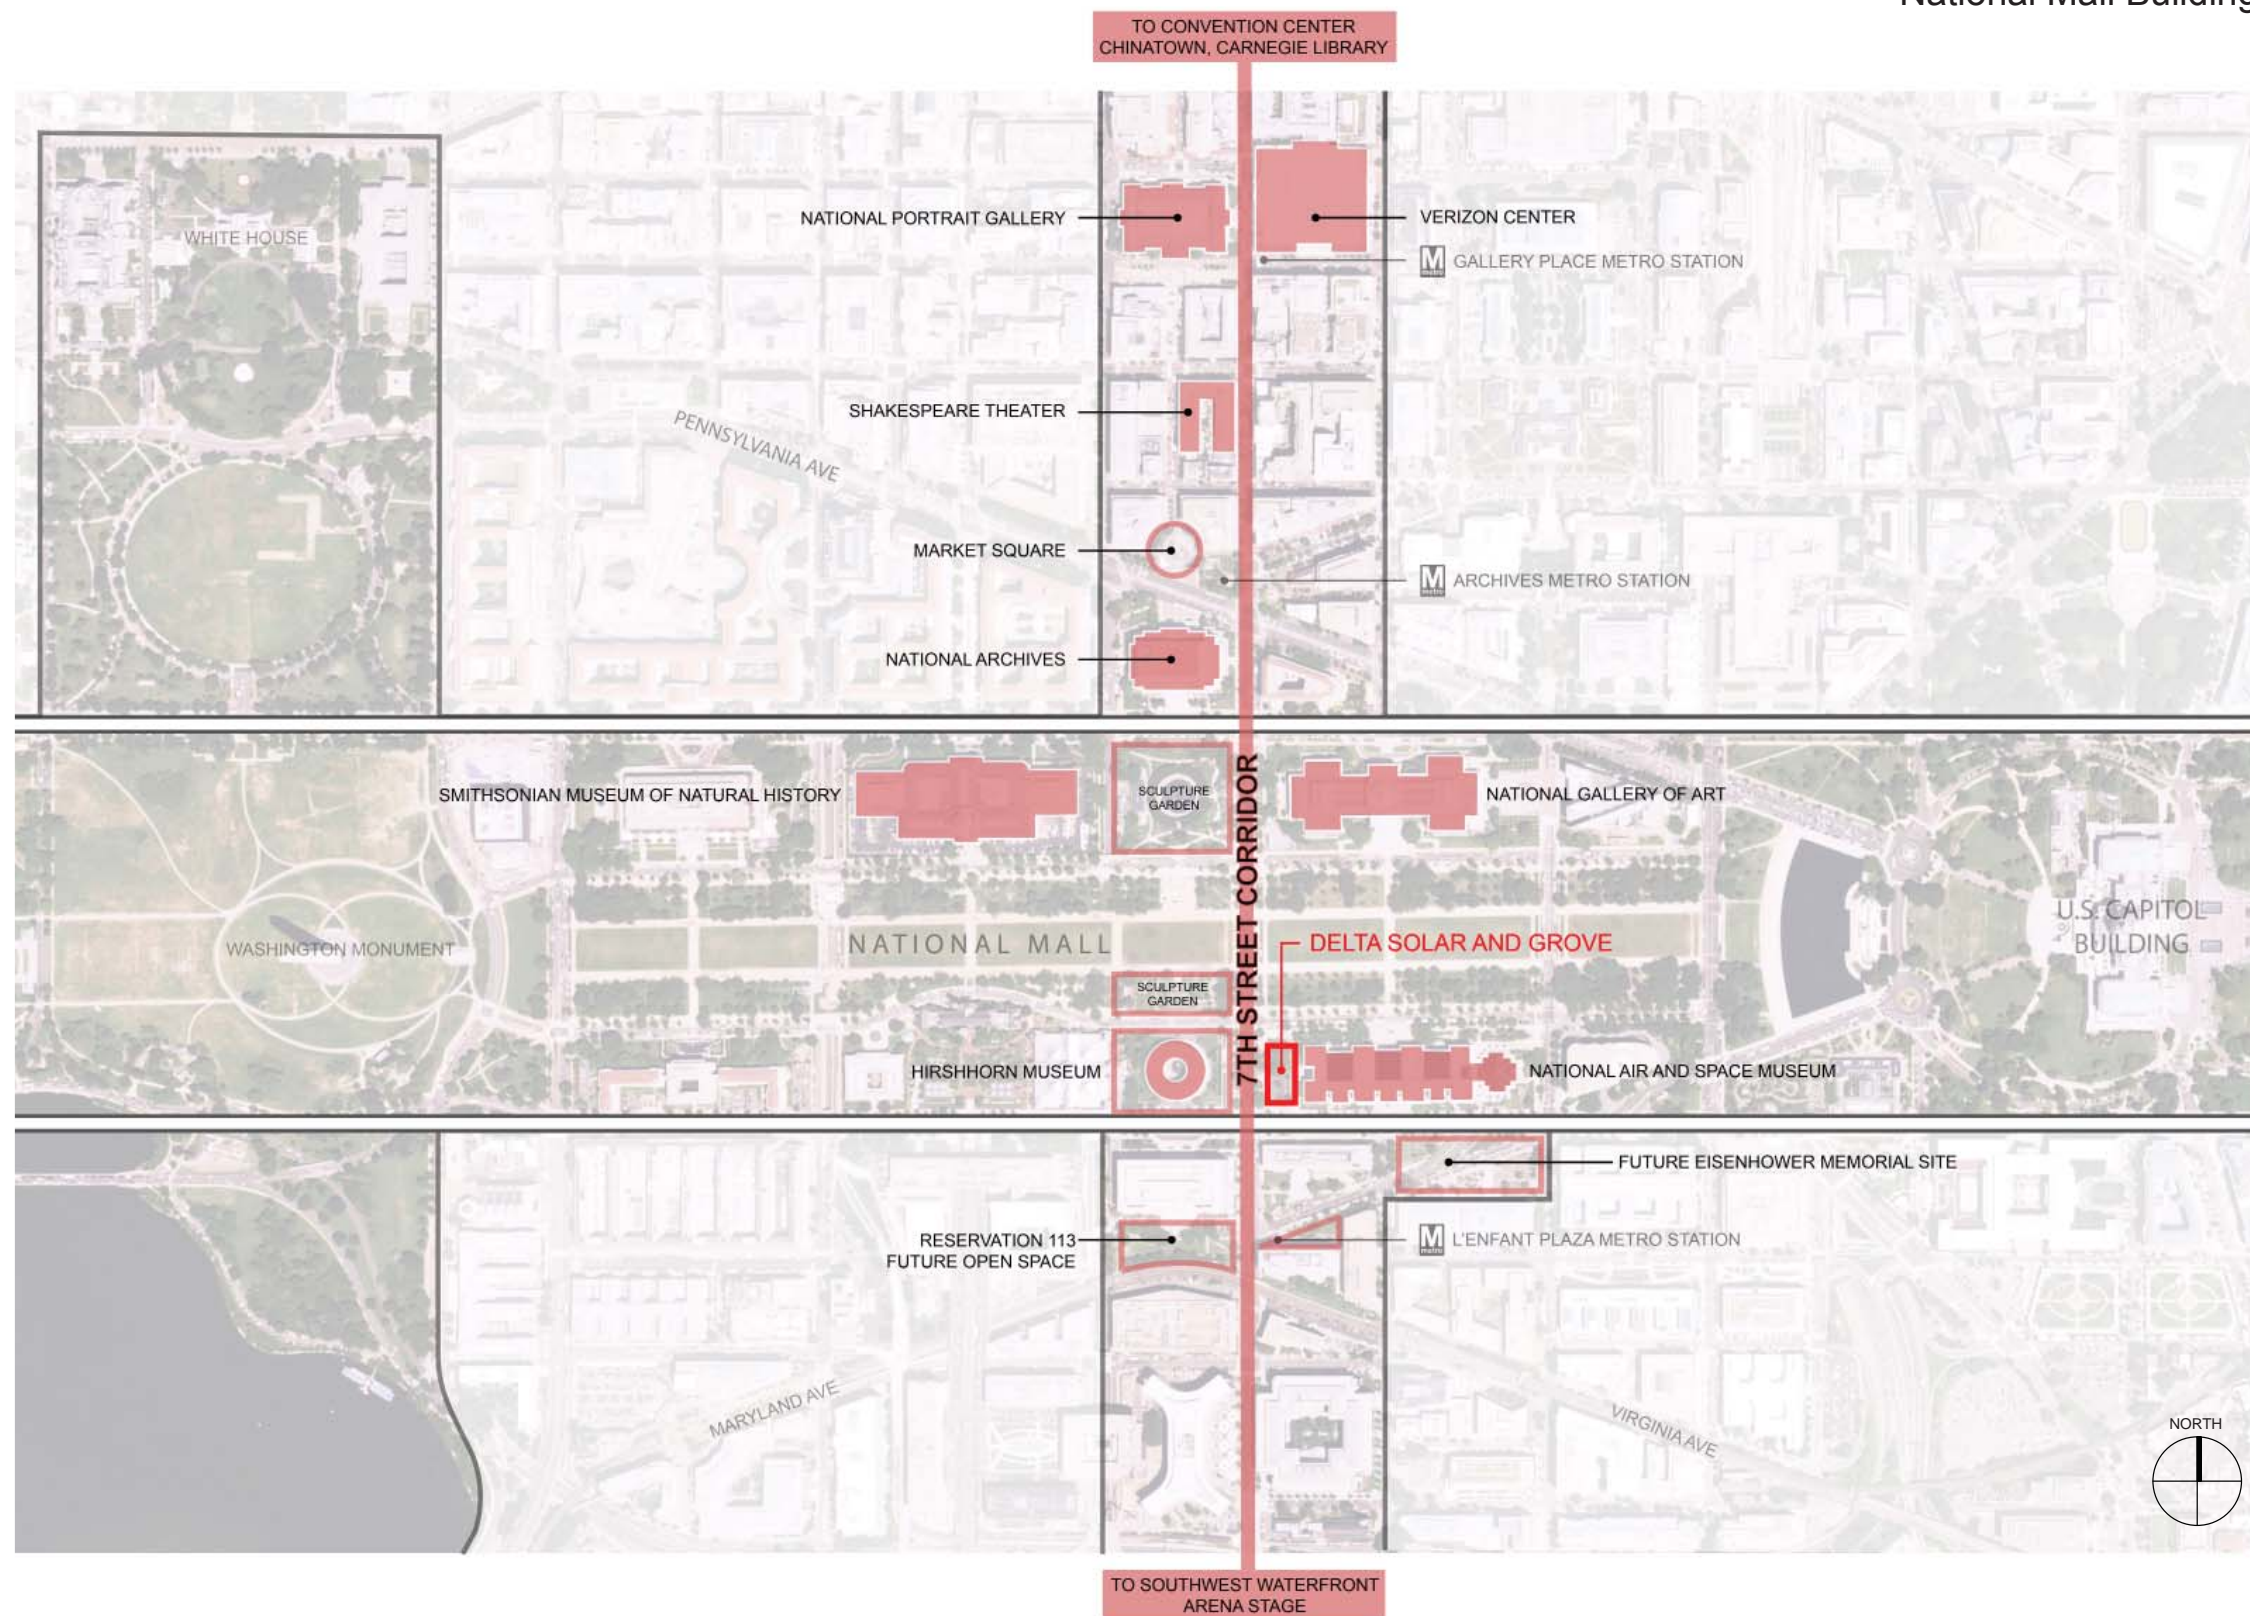 National Mall Building
TO CONVENTION CENTER
CHINATOWN, CARNEGIE LIBRARY
NATIONAL PORTRAIT GALLERY
VERIZON CENTER
WHITE HOUSE
M GALLERY PLACE METRO STATION
metro
SHAKESPEARE THEATER
PENNSYLVANIA AVE
MARKET SQUARE
M ARCHIVES METRO STATION
metro
NATIONAL ARCHIVES
SMITHSONIAN MUSEUM OF NATURAL HISTORY
SCULPTURE
GARDEN
NATIONAL GALLERY OF ART
7TH STREET CORRIDOR
U.S. CAPITOL
BUILDING
WASHINGTON MONUMENT
NATIONAL MALL
DELTA SOLAR AND GROVE
SCULPTURE
GARDEN
HIRSHHORN MUSEUM
NATIONAL AIR AND SPACE MUSEUM
FUTURE EISENHOWER MEMORIAL SITE
RESERVATION 113
FUTURE OPEN SPACE
M L'ENFANT PLAZA METRO STATION
metro
MARYLAND AVE
VIRGINIA AVE
NORTH
TO SOUTHWEST WATERFRONT
ARENA STAGE